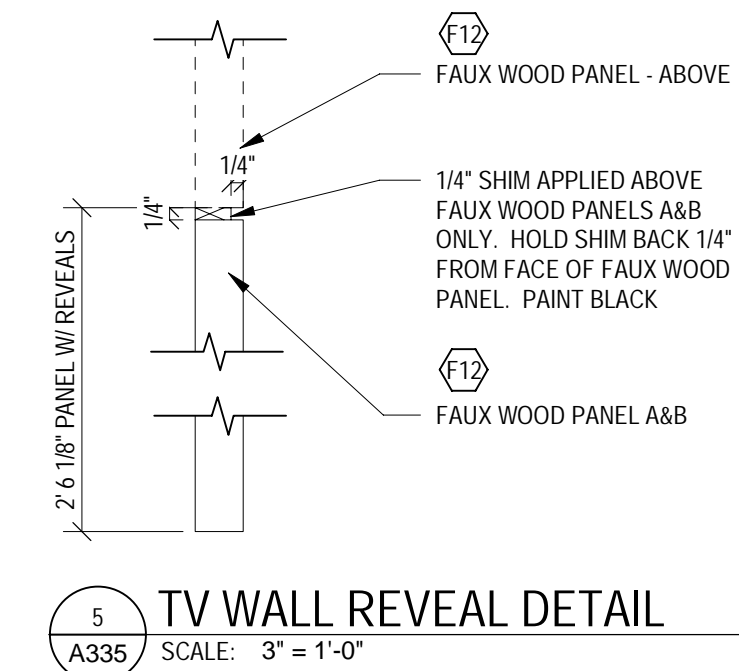 F12
FAUX WOOD PANEL - ABOVE
1/4"
1/4"
1/4" SHIM APPLIED ABOVE
FAUX WOOD PANELS A&B
ONLY. HOLD SHIM BACK 1/4"
FROM FACE OF FAUX WOOD
PANEL. PAINT BLACK
2' 6 1/8" PANEL W/ REVEALS
F12
FAUX WOOD PANEL A&B
5
A335
TV WALL REVEAL DETAIL
SCALE: 3" = 1'-0"